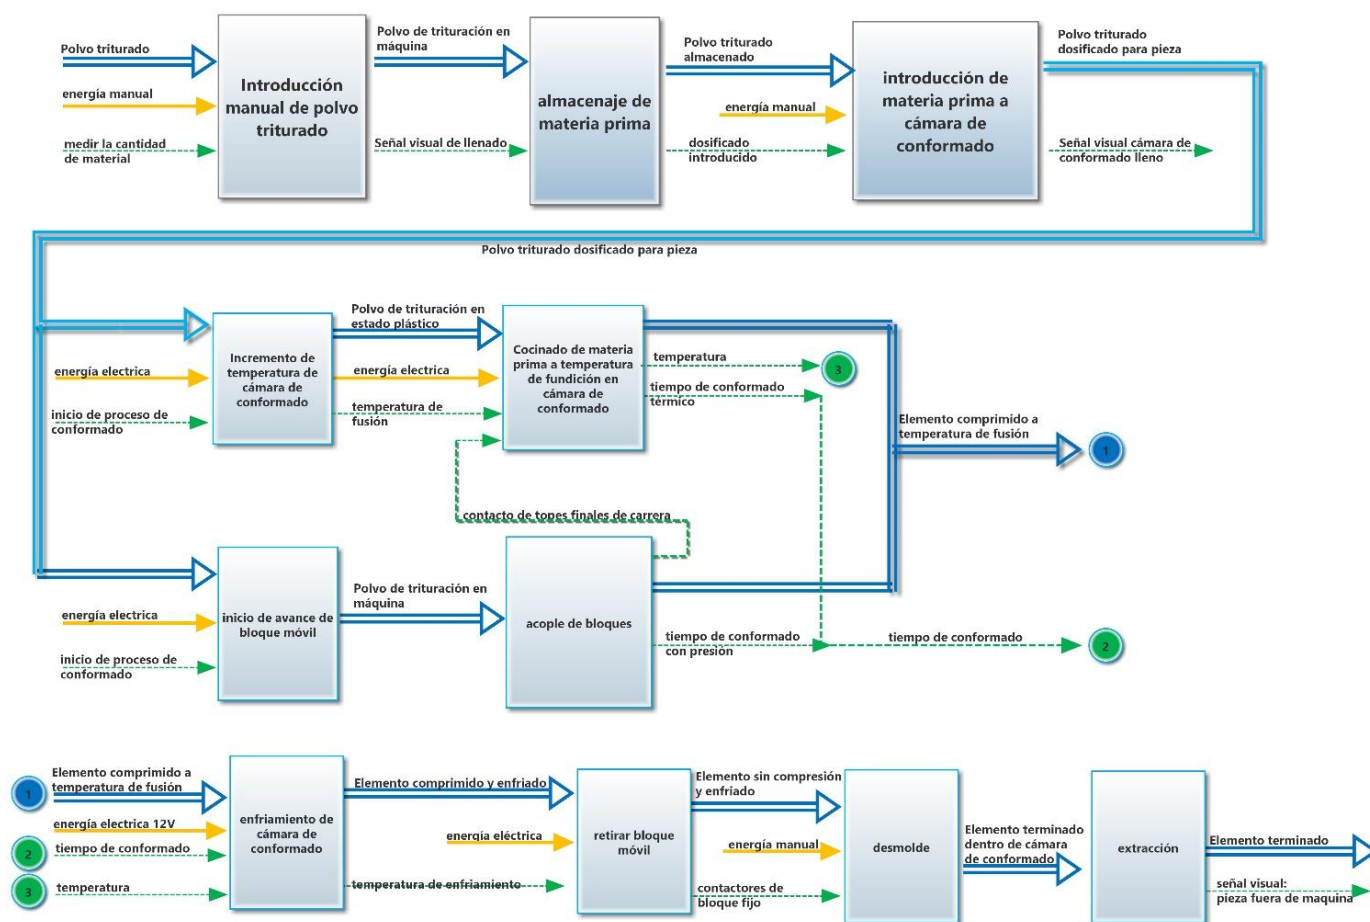 Polvo triturado
energía manual
medir la cantidad
de material
Introducción
manual de polvo
triturado
Polvo de trituración en
máquina
Señal visual de llenado
almacenaje de
materia prima
Polvo triturado
almacenado
energía manual
dosificado
introducido
introducción de
materia prima a
cámara de
conformado
Polvo triturado
dosificado para pieza
Señal visual cámara de
conformado lleno
Polvo triturado dosificado para pieza
energía electrica
inicio de proceso de
conformado
Incremento de
temperatura de
cámara de
conformado
Polvo de trituración en
estado plástico
energía electrica
temperatura de
fusión
Cocinado de materia
prima a temperatura
de fundición en
cámara de
conformado
temperatura
3
tiempo de conformado
térmico
Elemento comprimido a
temperatura de fusión
1
contacto de topes finales de carrera
energía electrica
inicio de proceso de
conformado
inicio de avance de
bloque móvil
Polvo de trituración en
máquina
acople de bloques
tiempo de conformado
con presión
tiempo de conformado
2
1
Elemento comprimido a
temperatura de fusión
energía electrica 12V
2
tiempo de conformado
3
temperatura
enfriamiento de
cámara de
conformado
Elemento comprimido y enfriado
energía eléctrica
temperatura de enfriamiento
retirar bloque
móvil
Elemento sin compresión
y enfriado
energía manual
contactores de
bloque fijo
desmolde
Elemento terminado
dentro de cámara
de conformado
extracción
Elemento terminado
señal visual:
pieza fuera de maquina